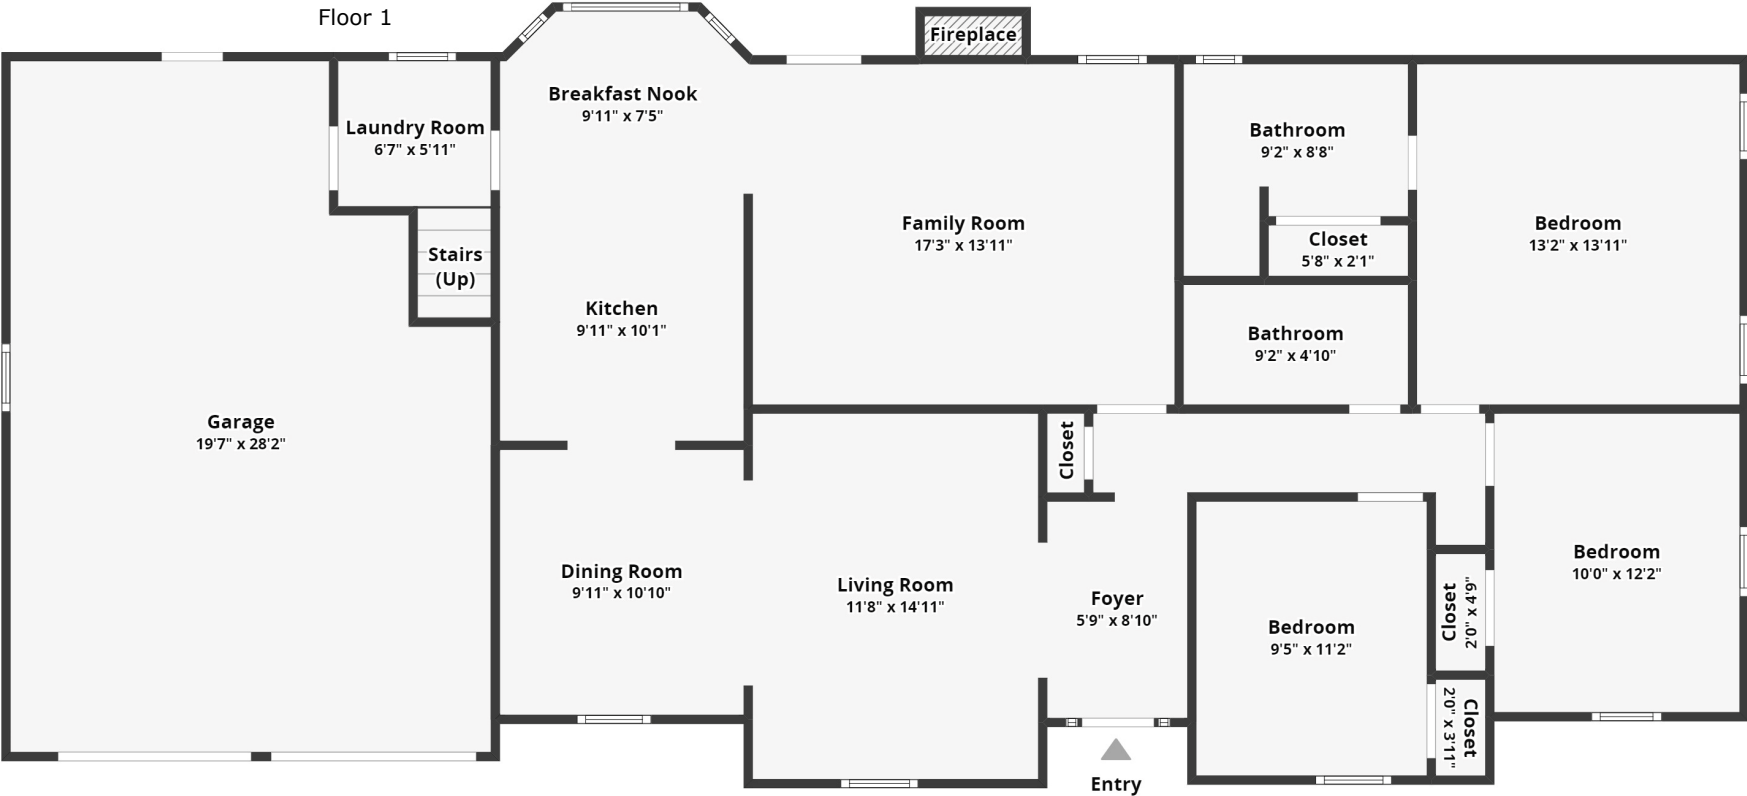 Floor 1
Fireplace
Breakfast Nook
9'11" x 7'5"
Laundry Room
6'7" x 5'11"
Bathroom
9'2" x 8'8"
Family Room
17'3" x 13'11"
Bedroom
13'2" x 13'11"
Closet
5'8" x 2'1"
Stairs
(Up)
Kitchen
9'11" x 10'1"
Bathroom
9'2" x 4'10"
Garage
19'7" x 28'2"
Closet
Dining Room
9'11" x 10'10"
Living Room
11'8" x 14'11"
Foyer
5'9" x 8'10"
Bedroom
9'5" x 11'2"
Closet
2'0" x 4'9"
Bedroom
10'0" x 12'2"
Closet
2'0" x 3'11"
Entry